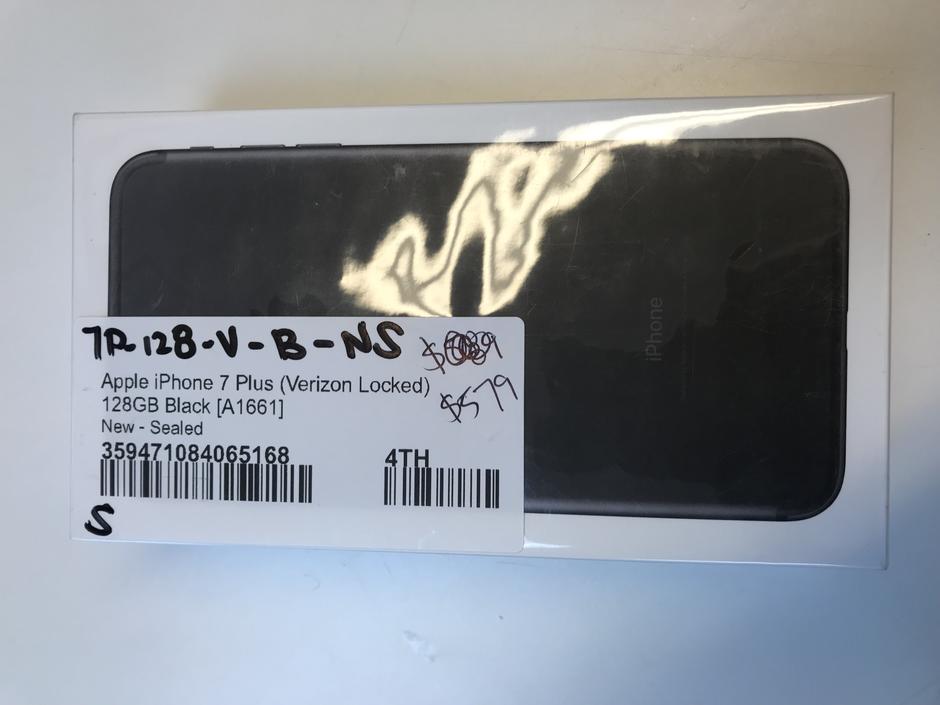 iPhone
7P-128-V-B-NS
Apple iPhone 7 Plus (Verizon Locked)
128GB Black [A1661]
$579
New - Sealed
359471084065168
4TH
S